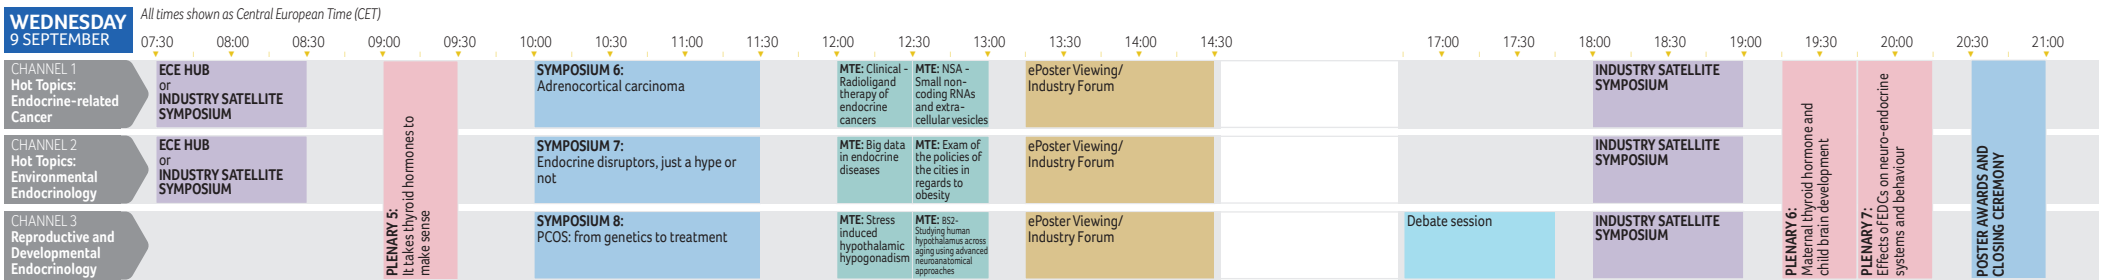 WEDNESDAY
9 SEPTEMBER
All times shown as Central European Time (CET)
07:30 08:00 08:30 09:00 09:30 10:00 10:30 11:00 11:30 12:00 12:30 13:00 13:30 14:00 14:30 17:00 17:30 18:00 18:30 19:00 19:30 20:00 20:30 21:00
CHANNEL 1
Hot Topics:
Endocrine-related
Cancer
ECE HUB
or
INDUSTRY SATELLITE
SYMPOSIUM
SYMPOSIUM 6:
Adrenocortical carcinoma
MTE: Clinical -
Radioligand
therapy of
endocrine
cancers
MTE: NSA -
Small non-
coding RNAs
and extra-
cellular vesicles
ePoster Viewing/
Industry Forum
INDUSTRY SATELLITE
SYMPOSIUM
CHANNEL 2
Hot Topics:
Environmental
Endocrinology
ECE HUB
or
INDUSTRY SATELLITE
SYMPOSIUM
SYMPOSIUM 7:
Endocrine disruptors, just a hype or
not
MTE: Big data
in endocrine
diseases
MTE: Exam of
the policies of
the cities in
regards to
obesity
ePoster Viewing/
Industry Forum
INDUSTRY SATELLITE
SYMPOSIUM
CHANNEL 3
Reproductive and
Developmental
Endocrinology
SYMPOSIUM 8:
PCOS: from genetics to treatment
MTE: Stress
induced
hypothalamic
hypogonadism
MTE: BS2-
Studying human
hypothalamus across
aging using advanced
neuroanatomical
approaches
ePoster Viewing/
Industry Forum
Debate session
INDUSTRY SATELLITE
SYMPOSIUM
PLENARY 5:
It takes thyroid hormones to
make sense
PLENARY 6:
Maternal thyroid hormone and
child brain development
PLENARY 7:
Effects of EDCs on neuro-endocrine
systems and behaviour
POSTER AWARDS AND
CLOSING CEREMONY